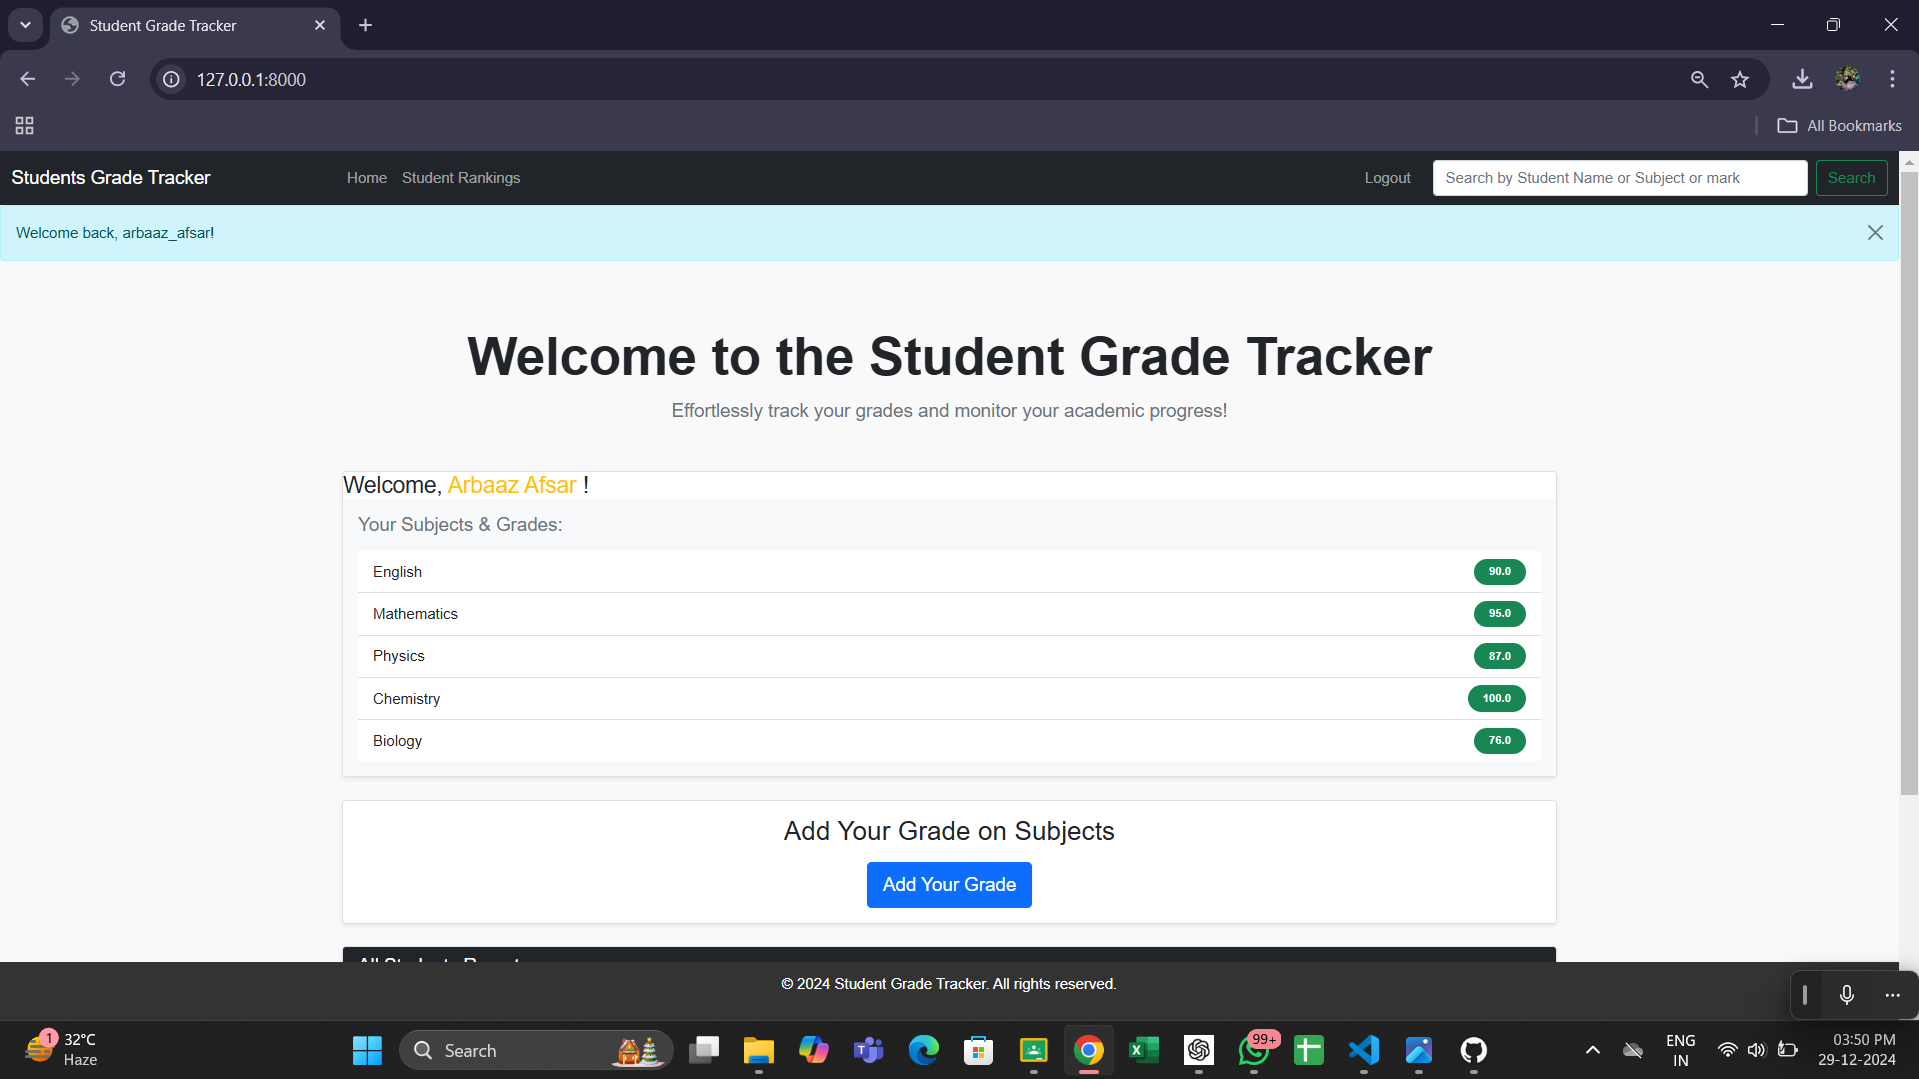 Student Grade Tracker
127.0.0.1:8000
All Bookmarks
Students Grade Tracker Home Student Rankings Logout Search by Student Name or Subject or mark Search
Welcome back, arbaaz_afsar!
Welcome to the Student Grade Tracker
Effortlessly track your grades and monitor your academic progress!
Welcome, Arbaaz Afsar !
Your Subjects & Grades:
English 90.0
Mathematics 95.0
Physics 87.0
Chemistry 100.0
Biology 76.0
Add Your Grade on Subjects
Add Your Grade
© 2024 Student Grade Tracker. All rights reserved.
1 32°C
Haze
Search
99+
ENG
IN
03:50 PM
29-12-2024